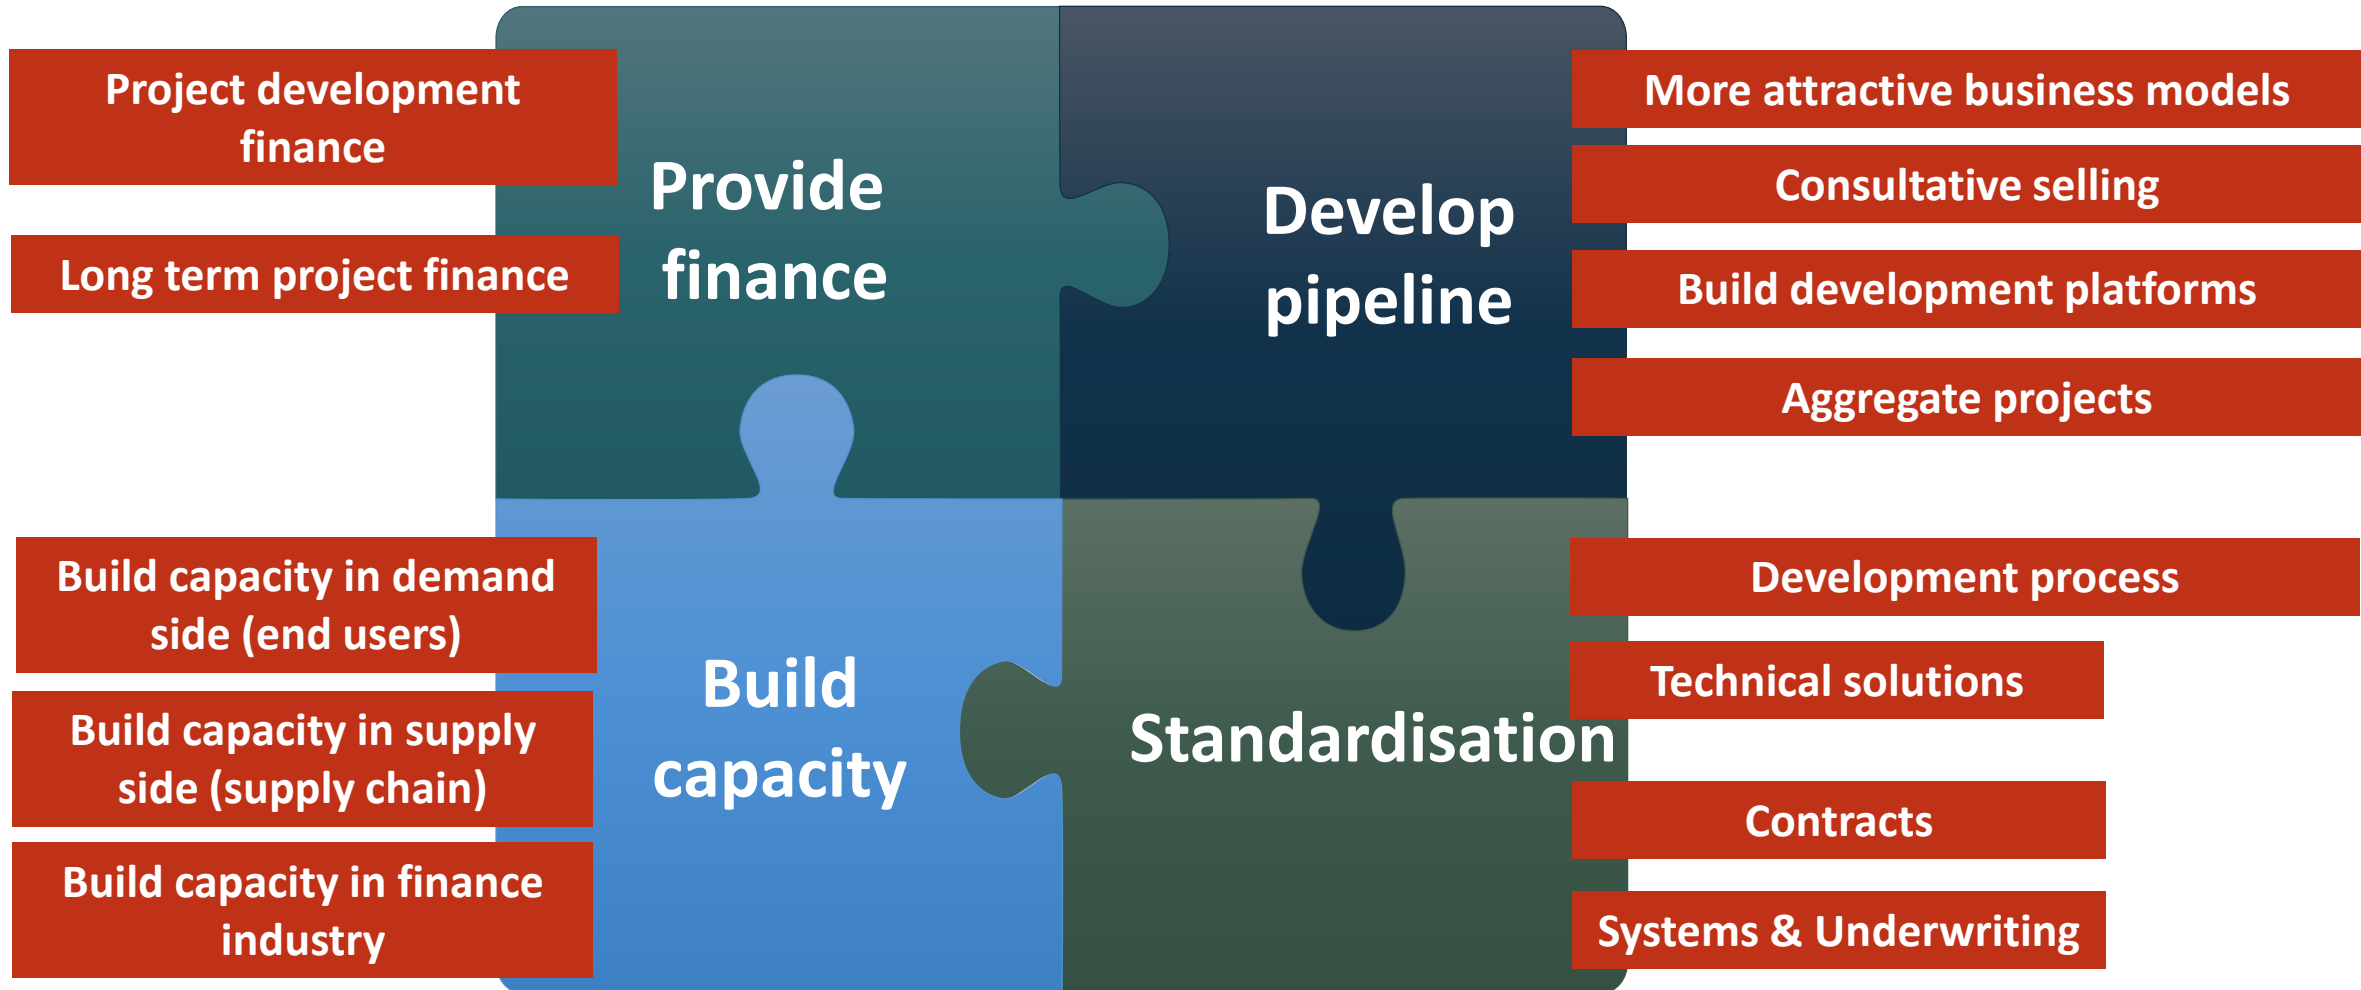 Project development
finance
Long term project finance
Provide
finance
Develop
pipeline
More attractive business models
Consultative selling
Build development platforms
Aggregate projects
Build capacity in demand
side (end users)
Build capacity in supply
side (supply chain)
Build capacity in finance
industry
Build
capacity
Standardisation
Development process
Technical solutions
Contracts
Systems & Underwriting